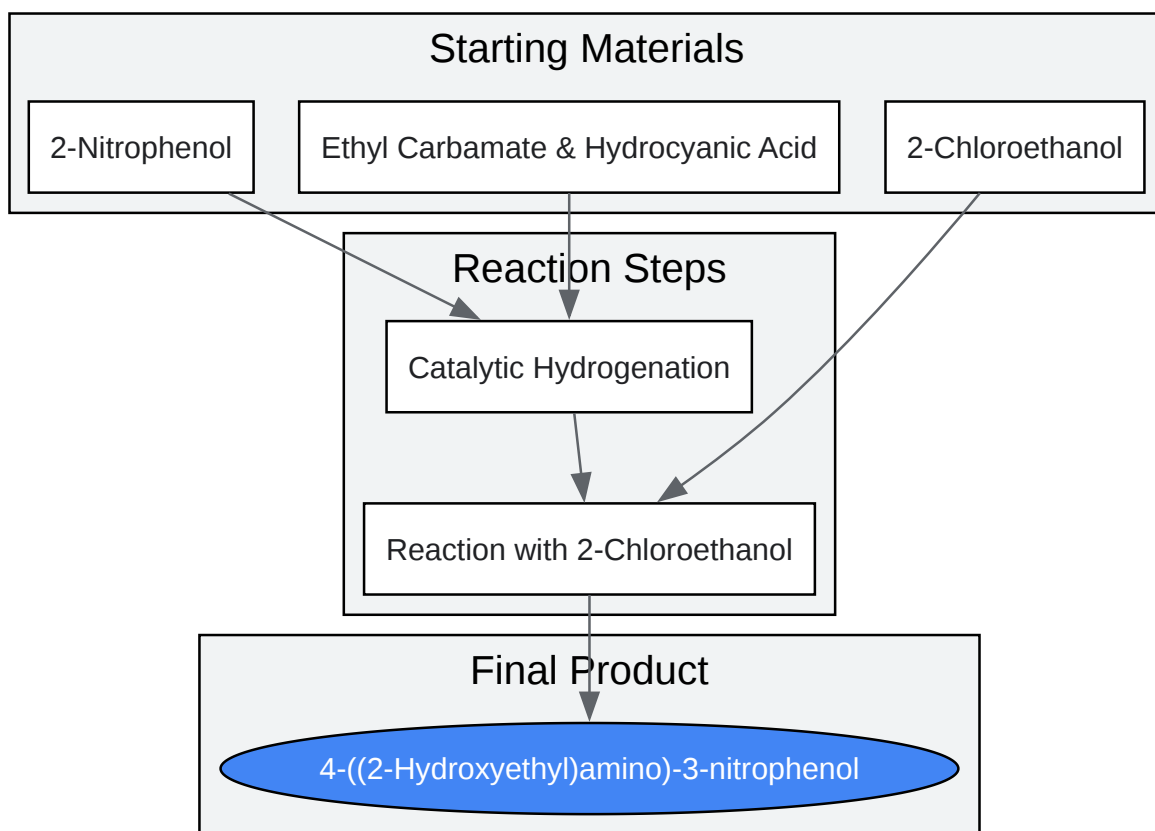 Starting Materials
2-Nitrophenol
Ethyl Carbamate & Hydrocyanic Acid
2-Chloroethanol
Reaction Steps
Catalytic Hydrogenation
Reaction with 2-Chloroethanol
Final Product
4-((2-Hydroxyethyl)amino)-3-nitrophenol